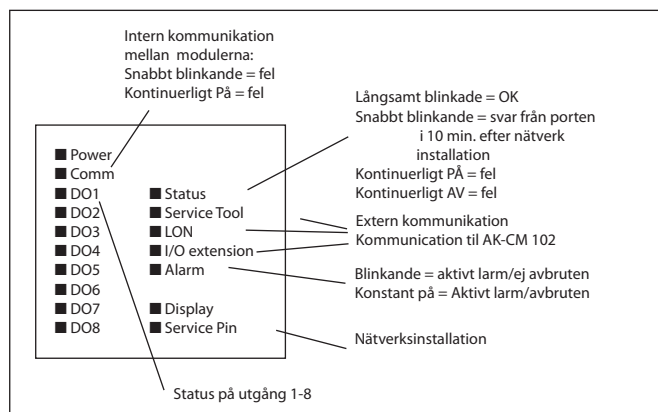 Intern kommunikation
mellan modulerna:
Snabbt blinkande = fel
Kontinuerligt På = fel
Långsamt blinkade = OK
Snabbt blinkande = svar från porten
i 10 min. efter nätverk
installation
Kontinuerligt PÅ = fel
Kontinuerligt AV = fel
Power
Comm
DO1
DO2
DO3
DO4
DO5
DO6
DO7
DO8
Status
Service Tool
LON
I/O extension
Alarm
Display
Service Pin
Extern kommunikation
Kommunication til AK-CM 102
Blinkande = aktivt larm/ej avbruten
Konstant på = Aktivt larm/avbruten
Nätverksinstallation
Status på utgång 1-8